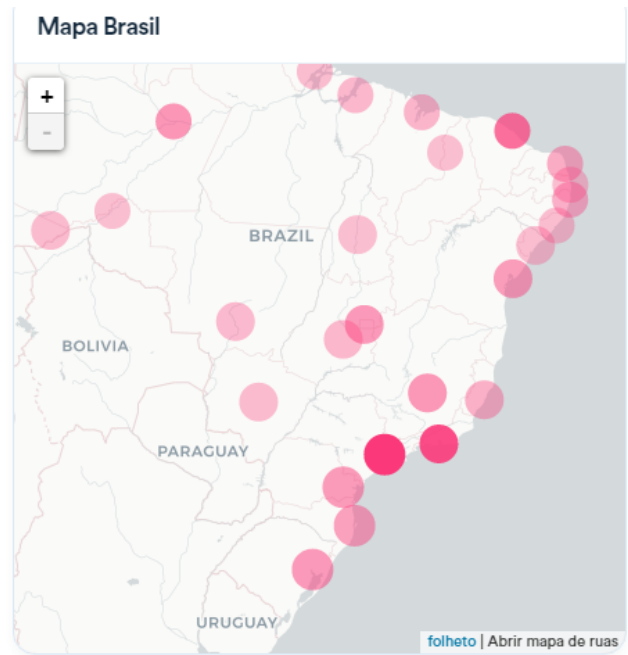 Mapa Brasil
+
-
BRAZIL
BOLIVIA
PARAGUAY
URUGUAY
folheto | Abrir mapa de ruas